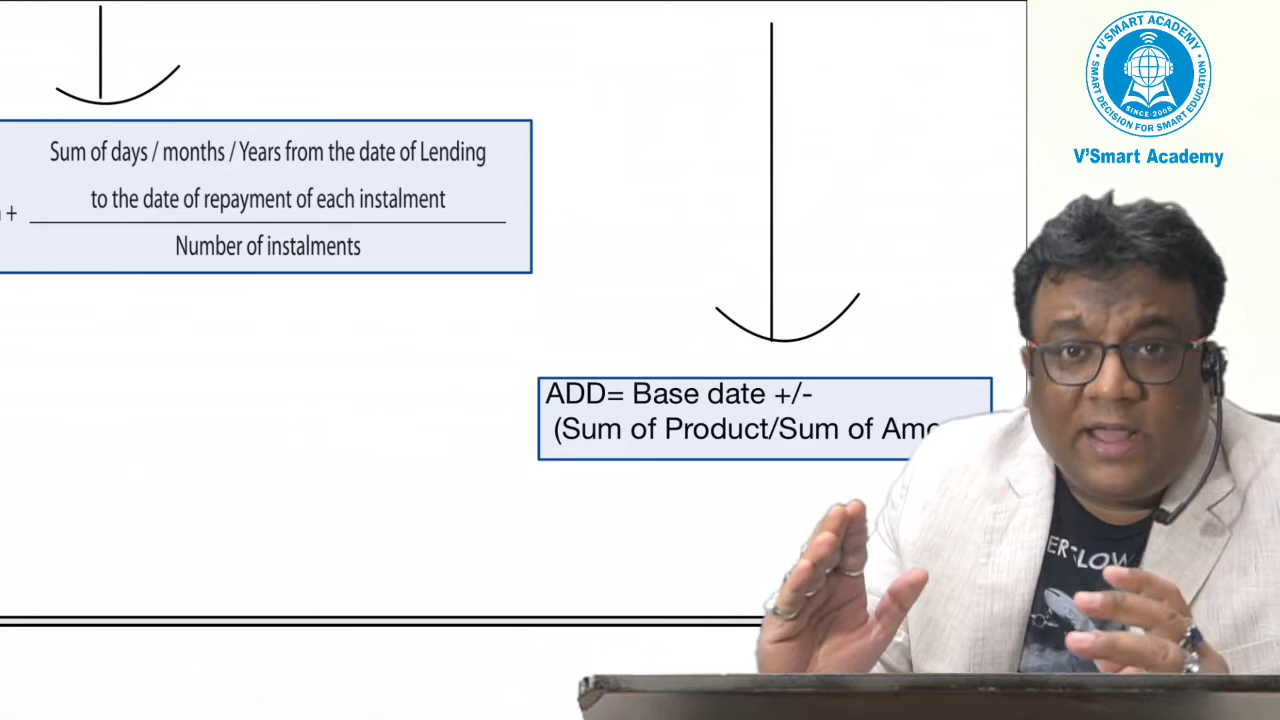 Sum of days / months / Years from the date of Lending
to the date of repayment of each instalment
+
Number of instalments
ADD= Base date +/-
(Sum of Product/Sum of
V'SMART ACADEMY
SMART DECISION FOR SMART EDUCATION
SINCE-2005
V'Smart Academy